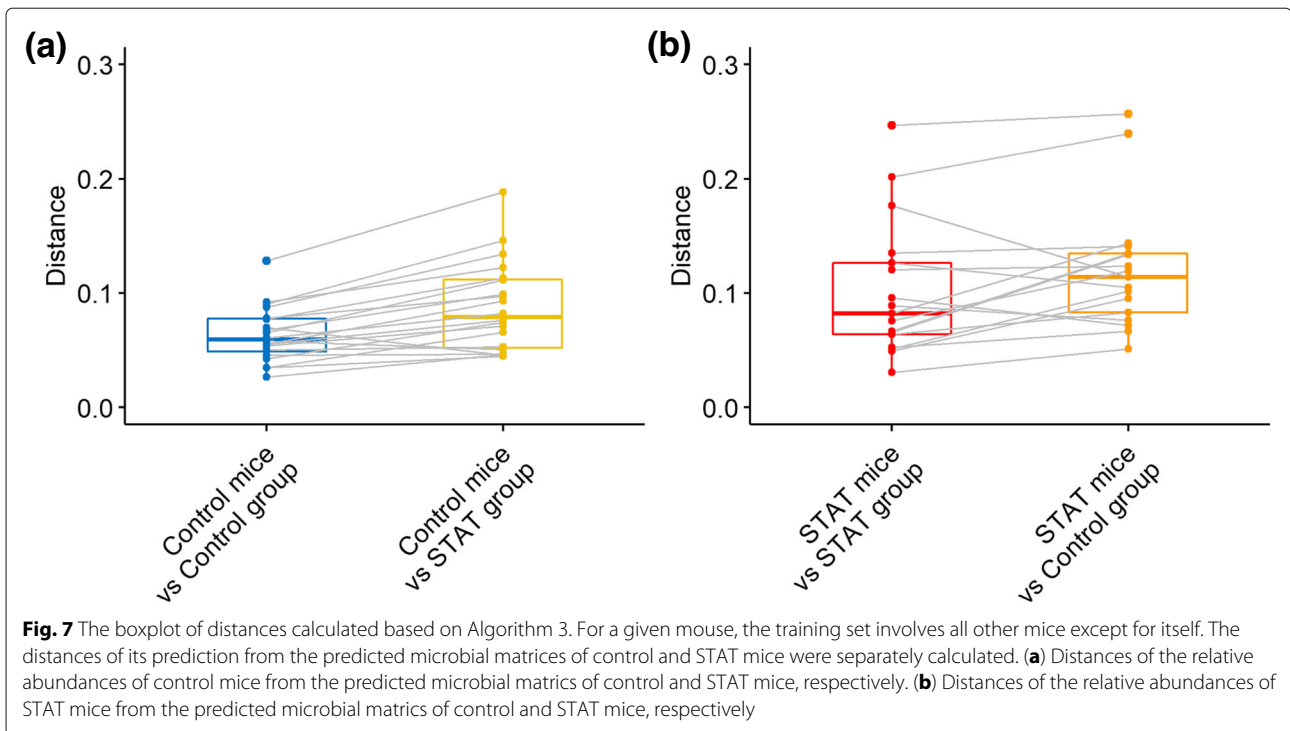 (a)
0.3
0.2
0.1
0.0
Distance
Control mice
vs Control group
Control mice
vs STAT group
(b)
0.3
0.2
0.1
0.0
Distance
STAT mice
vs STAT group
STAT mice
vs Control group
Fig. 7 The boxplot of distances calculated based on Algorithm 3. For a given mouse, the training set involves all other mice except for itself. The
distances of its prediction from the predicted microbial matrices of control and STAT mice were separately calculated. (a) Distances of the relative
abundances of control mice from the predicted microbial matrics of control and STAT mice, respectively. (b) Distances of the relative abundances of
STAT mice from the predicted microbial matrics of control and STAT mice, respectively